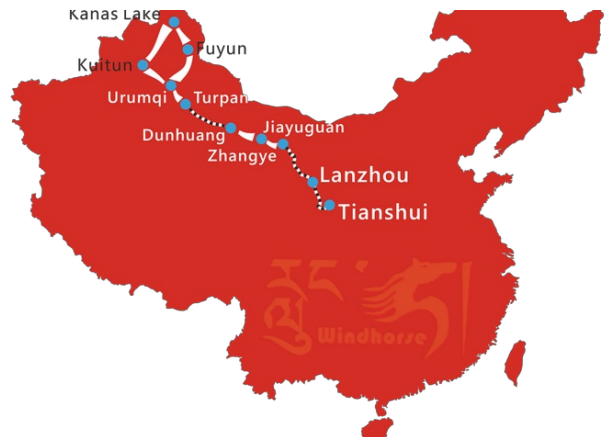 Kanas Lake
Fuyun
Kuitun
Urumqi
Turpan
Dunhuang
Jiayuguan
Zhangye
Lanzhou
Tianshui
རླུང་
རྟ
Windhorse